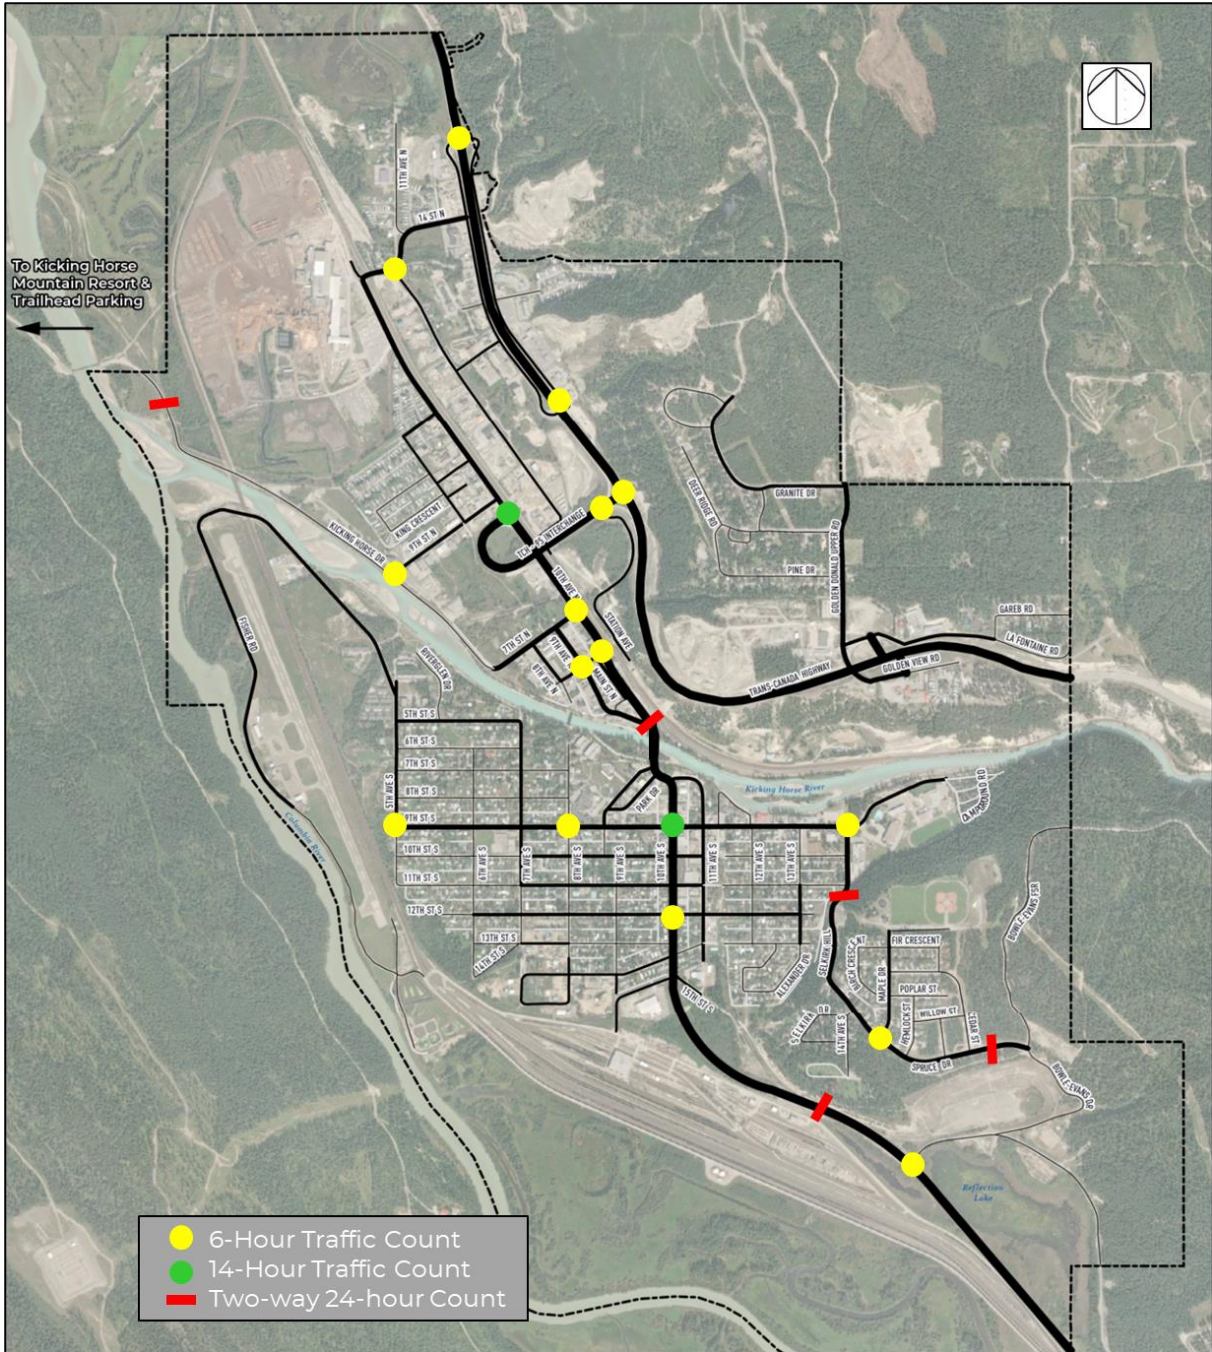 11TH AVE N
14 ST N
To Kicking Horse
Mountain Resort &
Trailhead Parking
KING CRESCENT
9TH ST N
KICKING HORSE DR
DEER RIDGE RD
GRANITE DR
GOLDEN DONALD UPPER RD
PINE DR
GAREB RD
LA FONTAINE RD
GOLDEN VIEW RD
TRANS-CANADA HIGHWAY
INTERCHANGE
10TH AVE N
STATION AVE
7TH ST N
9TH AVE N
8TH AVE N
MAIN ST N
FISHER RD
RIVERGLEN DR
5TH ST S
6TH ST S
7TH ST S
8TH ST S
9TH ST S
10TH ST S
11TH ST S
12TH ST S
13TH ST S
14TH ST S
15TH ST S
5TH AVE S
6TH AVE S
7TH AVE S
8TH AVE S
9TH AVE S
10TH AVE S
11TH AVE S
12TH AVE S
13TH AVE S
PARK DR
Kicking Horse River
CAMPGROUND RD
Columbia River
BOWLE-EVANS FSR
ALEXANDER DR
SELKIRK HILL
FIR CRESCENT
MAPLE DR
POPLAR ST
HEMLOCK ST
WILLOW ST
CEDAR ST
S SELKIRK DR
14TH AVE S
SPRUCE DR
BOWLE-EVANS DR
Reflection
Lake
6-Hour Traffic Count
14-Hour Traffic Count
Two-way 24-hour Count